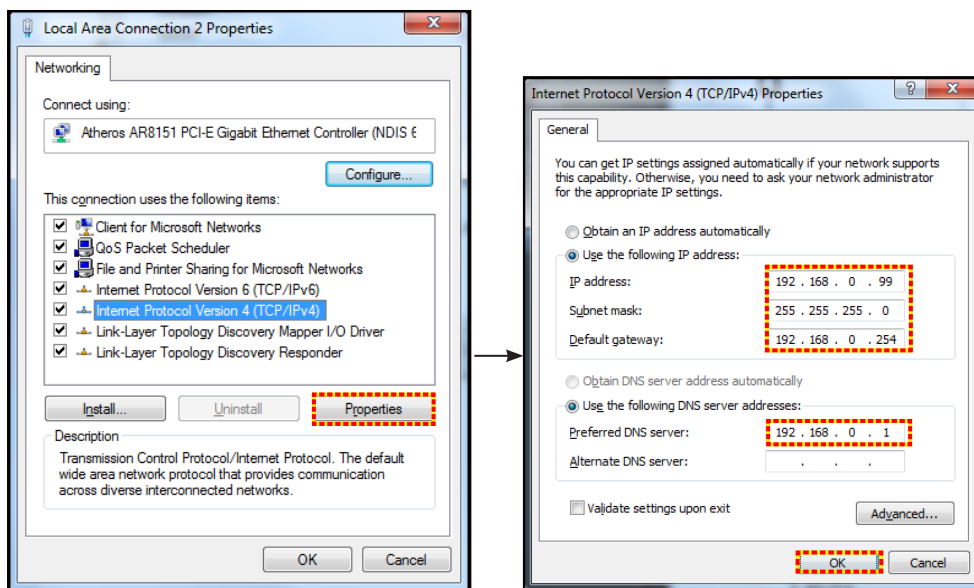 Local Area Connection 2 Properties
Networking
Connect using:
Atheros AR8151 PCI-E Gigabit Ethernet Controller (NDIS 6
Configure...
This connection uses the following items:
Client for Microsoft Networks
QoS Packet Scheduler
File and Printer Sharing for Microsoft Networks
Internet Protocol Version 6 (TCP/IPv6)
Internet Protocol Version 4 (TCP/IPv4)
Link-Layer Topology Discovery Mapper I/O Driver
Link-Layer Topology Discovery Responder
Install...
Uninstall
Properties
Description
Transmission Control Protocol/Internet Protocol. The default
wide area network protocol that provides communication
across diverse interconnected networks.
OK
Cancel
Internet Protocol Version 4 (TCP/IPv4) Properties
General
You can get IP settings assigned automatically if your network supports
this capability. Otherwise, you need to ask your network administrator
for the appropriate IP settings.
Obtain an IP address automatically
Use the following IP address:
IP address: 192 . 168 . 0 . 99
Subnet mask: 255 . 255 . 255 . 0
Default gateway: 192 . 168 . 0 . 254
Obtain DNS server address automatically
Use the following DNS server addresses:
Preferred DNS server: 192 . 168 . 0 . 1
Alternate DNS server: . . .
Validate settings upon exit
Advanced...
OK
Cancel